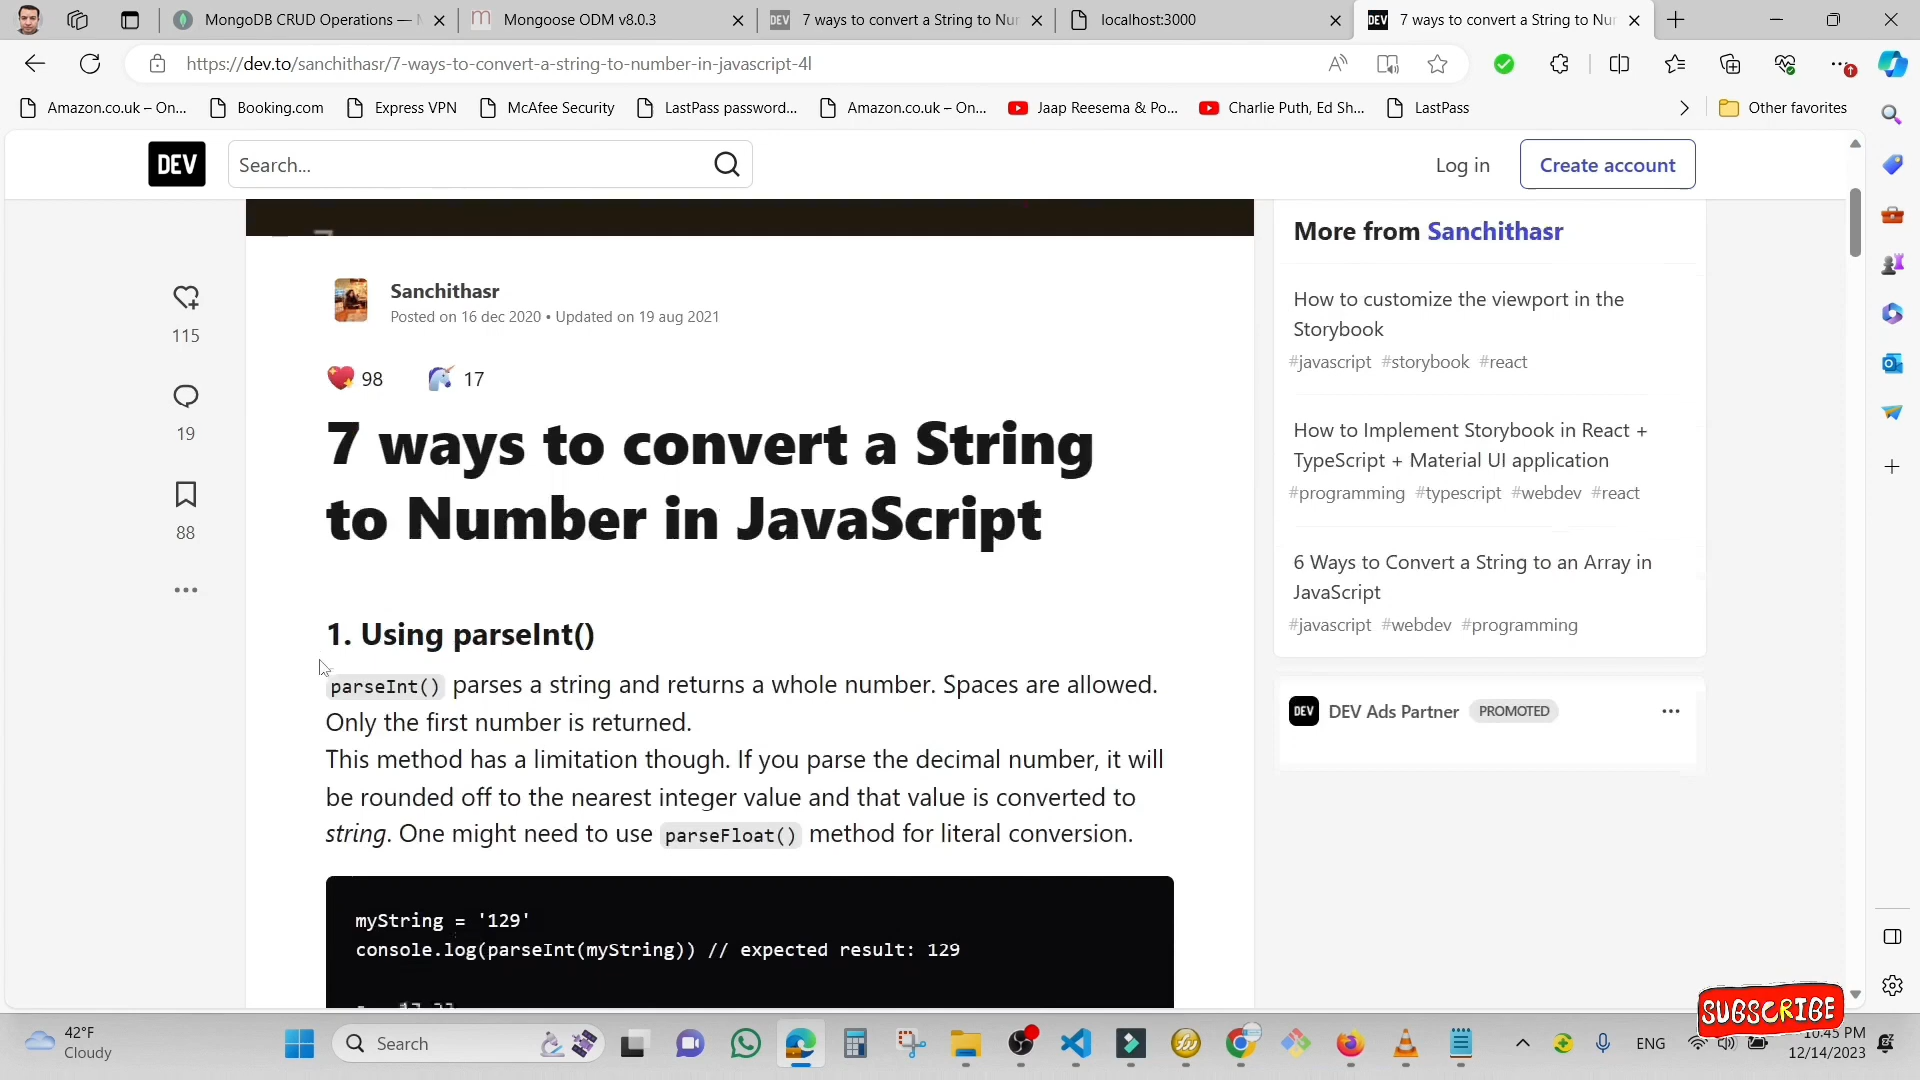 MongoDB CRUD Operations —
Mongoose ODM v8.0.3
DEV
7 ways to convert a String to Nu
localhost:3000
DEV
7 ways to convert a String to Nu
https://dev.to/sanchithasr/7-ways-to-convert-a-string-to-number-in-javascript-4l
Amazon.co.uk – On...
Booking.com
Express VPN
McAfee Security
LastPass password...
Amazon.co.uk – On...
Jaap Reesema & Po...
Charlie Puth, Ed Sh...
LastPass
Other favorites
DEV
Search...
Log in
Create account
More from Sanchithasr
Sanchithasr
Posted on 16 dec 2020 • Updated on 19 aug 2021
How to customize the viewport in the
Storybook
#javascript #storybook #react
115
98
17
7 ways to convert a String
to Number in JavaScript
How to Implement Storybook in React +
TypeScript + Material UI application
#programming #typescript #webdev #react
19
88
6 Ways to Convert a String to an Array in
JavaScript
#javascript #webdev #programming
1. Using parseInt()
parseInt() parses a string and returns a whole number. Spaces are allowed.
Only the first number is returned.
This method has a limitation though. If you parse the decimal number, it will
be rounded off to the nearest integer value and that value is converted to
string. One might need to use parseFloat() method for literal conversion.
DEV
DEV Ads Partner
PROMOTED
myString = '129'
console.log(parseInt(myString)) // expected result: 129
SUBSCRIBE
42°F
Cloudy
Search
ENG
10:45 PM
12/14/2023